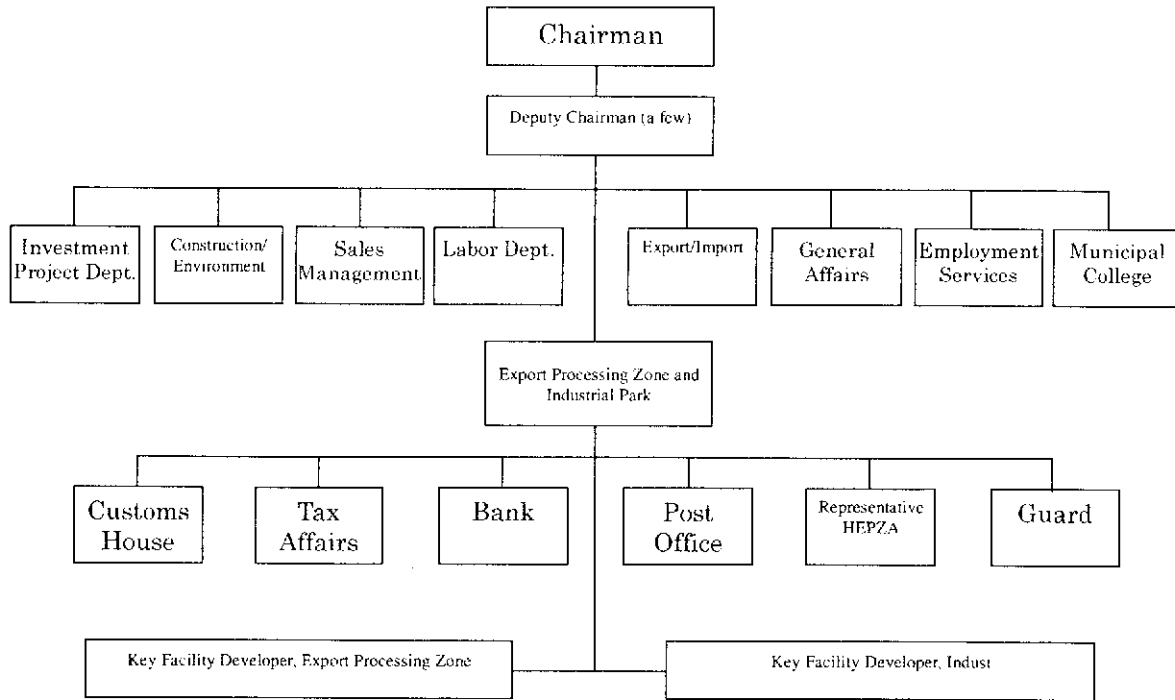 Chairman
Deputy Chairman (a few)
Investment
Project Dept.
Construction/
Environment
Sales
Management
Labor Dept.
Export/Import
General
Affairs
Employment
Services
Municipal
College
Export Processing Zone and
Industrial Park
Customs
House
Tax
Affairs
Bank
Post
Office
Representative
HEPZA
Guard
Key Facility Developer, Export Processing Zone
Key Facility Developer, Indust